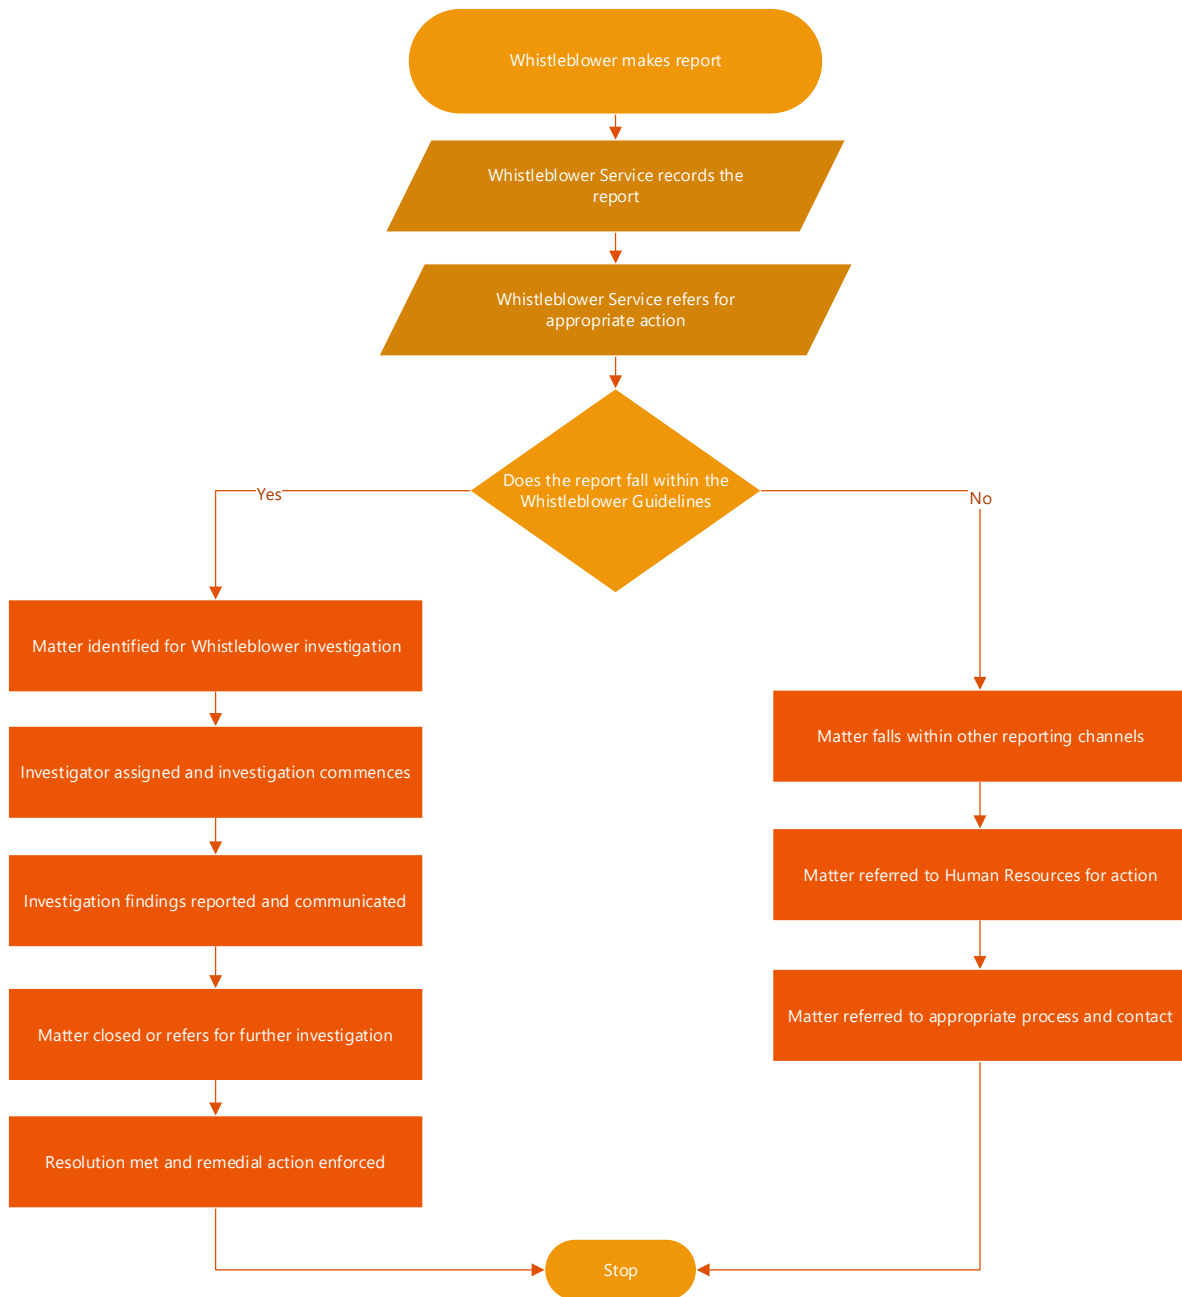 Whistleblower makes report
Whistleblower Service records the
report
Whistleblower Service refers for
appropriate action
Does the report fall within the
Whistleblower Guidelines
Yes
No
Matter identified for Whistleblower investigation
Investigator assigned and investigation commences
Investigation findings reported and communicated
Matter closed or refers for further investigation
Resolution met and remedial action enforced
Matter falls within other reporting channels
Matter referred to Human Resources for action
Matter referred to appropriate process and contact
Stop